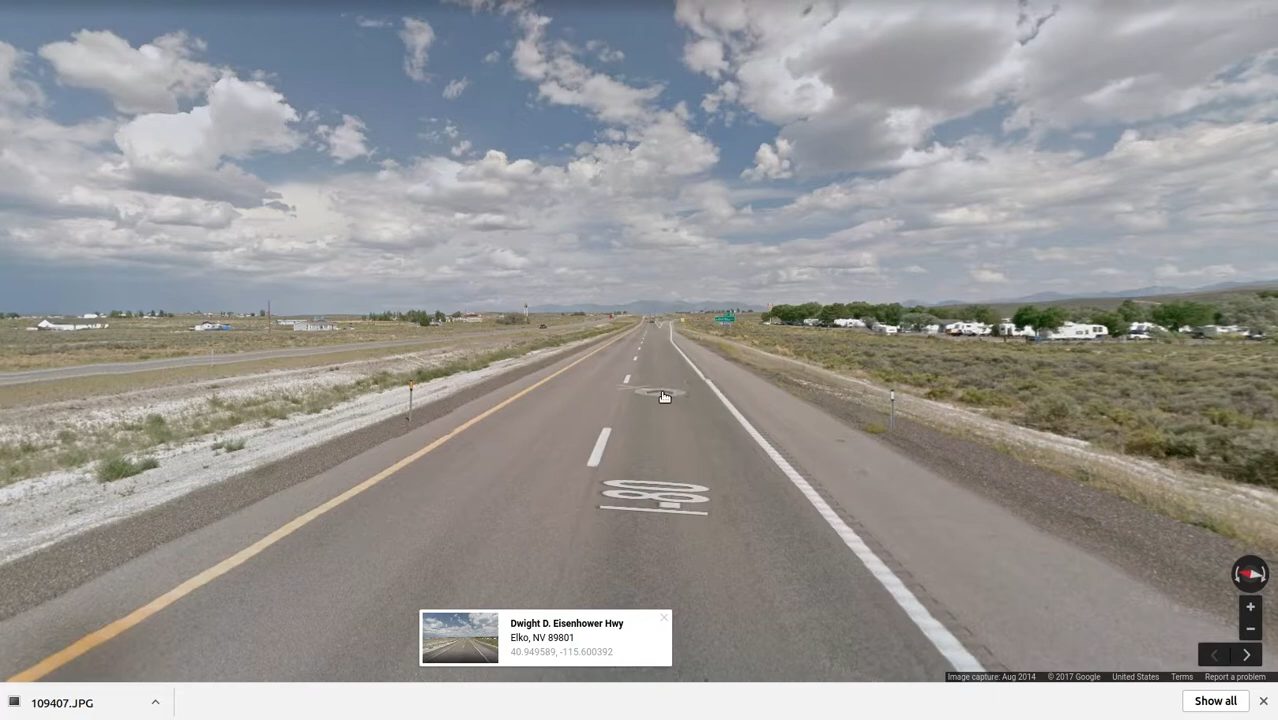 I-80
Dwight D. Eisenhower Hwy
Elko, NV 89801
40.949589, -115.600392
Image capture: Aug 2014 © 2017 Google United States Terms Report a problem
109407.JPG
Show all